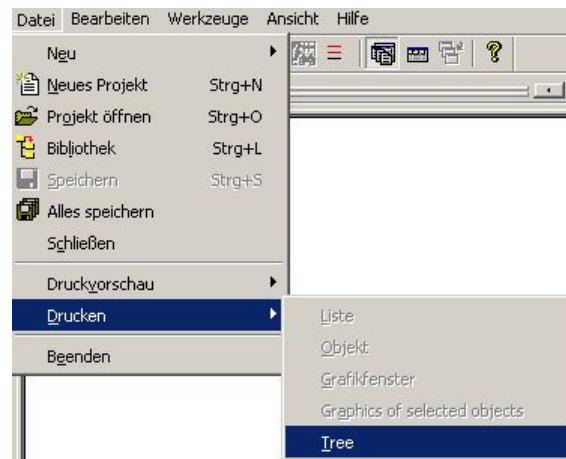 Datei Bearbeiten Werkzeuge Ansicht Hilfe
Neu
Neues Projekt Strg+N
Projekt öffnen Strg+O
Bibliothek Strg+L
Speichern Strg+S
Alles speichern
Schließen
Druckvorschau
Drucken
Liste
Objekt
Beenden
Grafikfenster
Graphics of selected objects
Tree